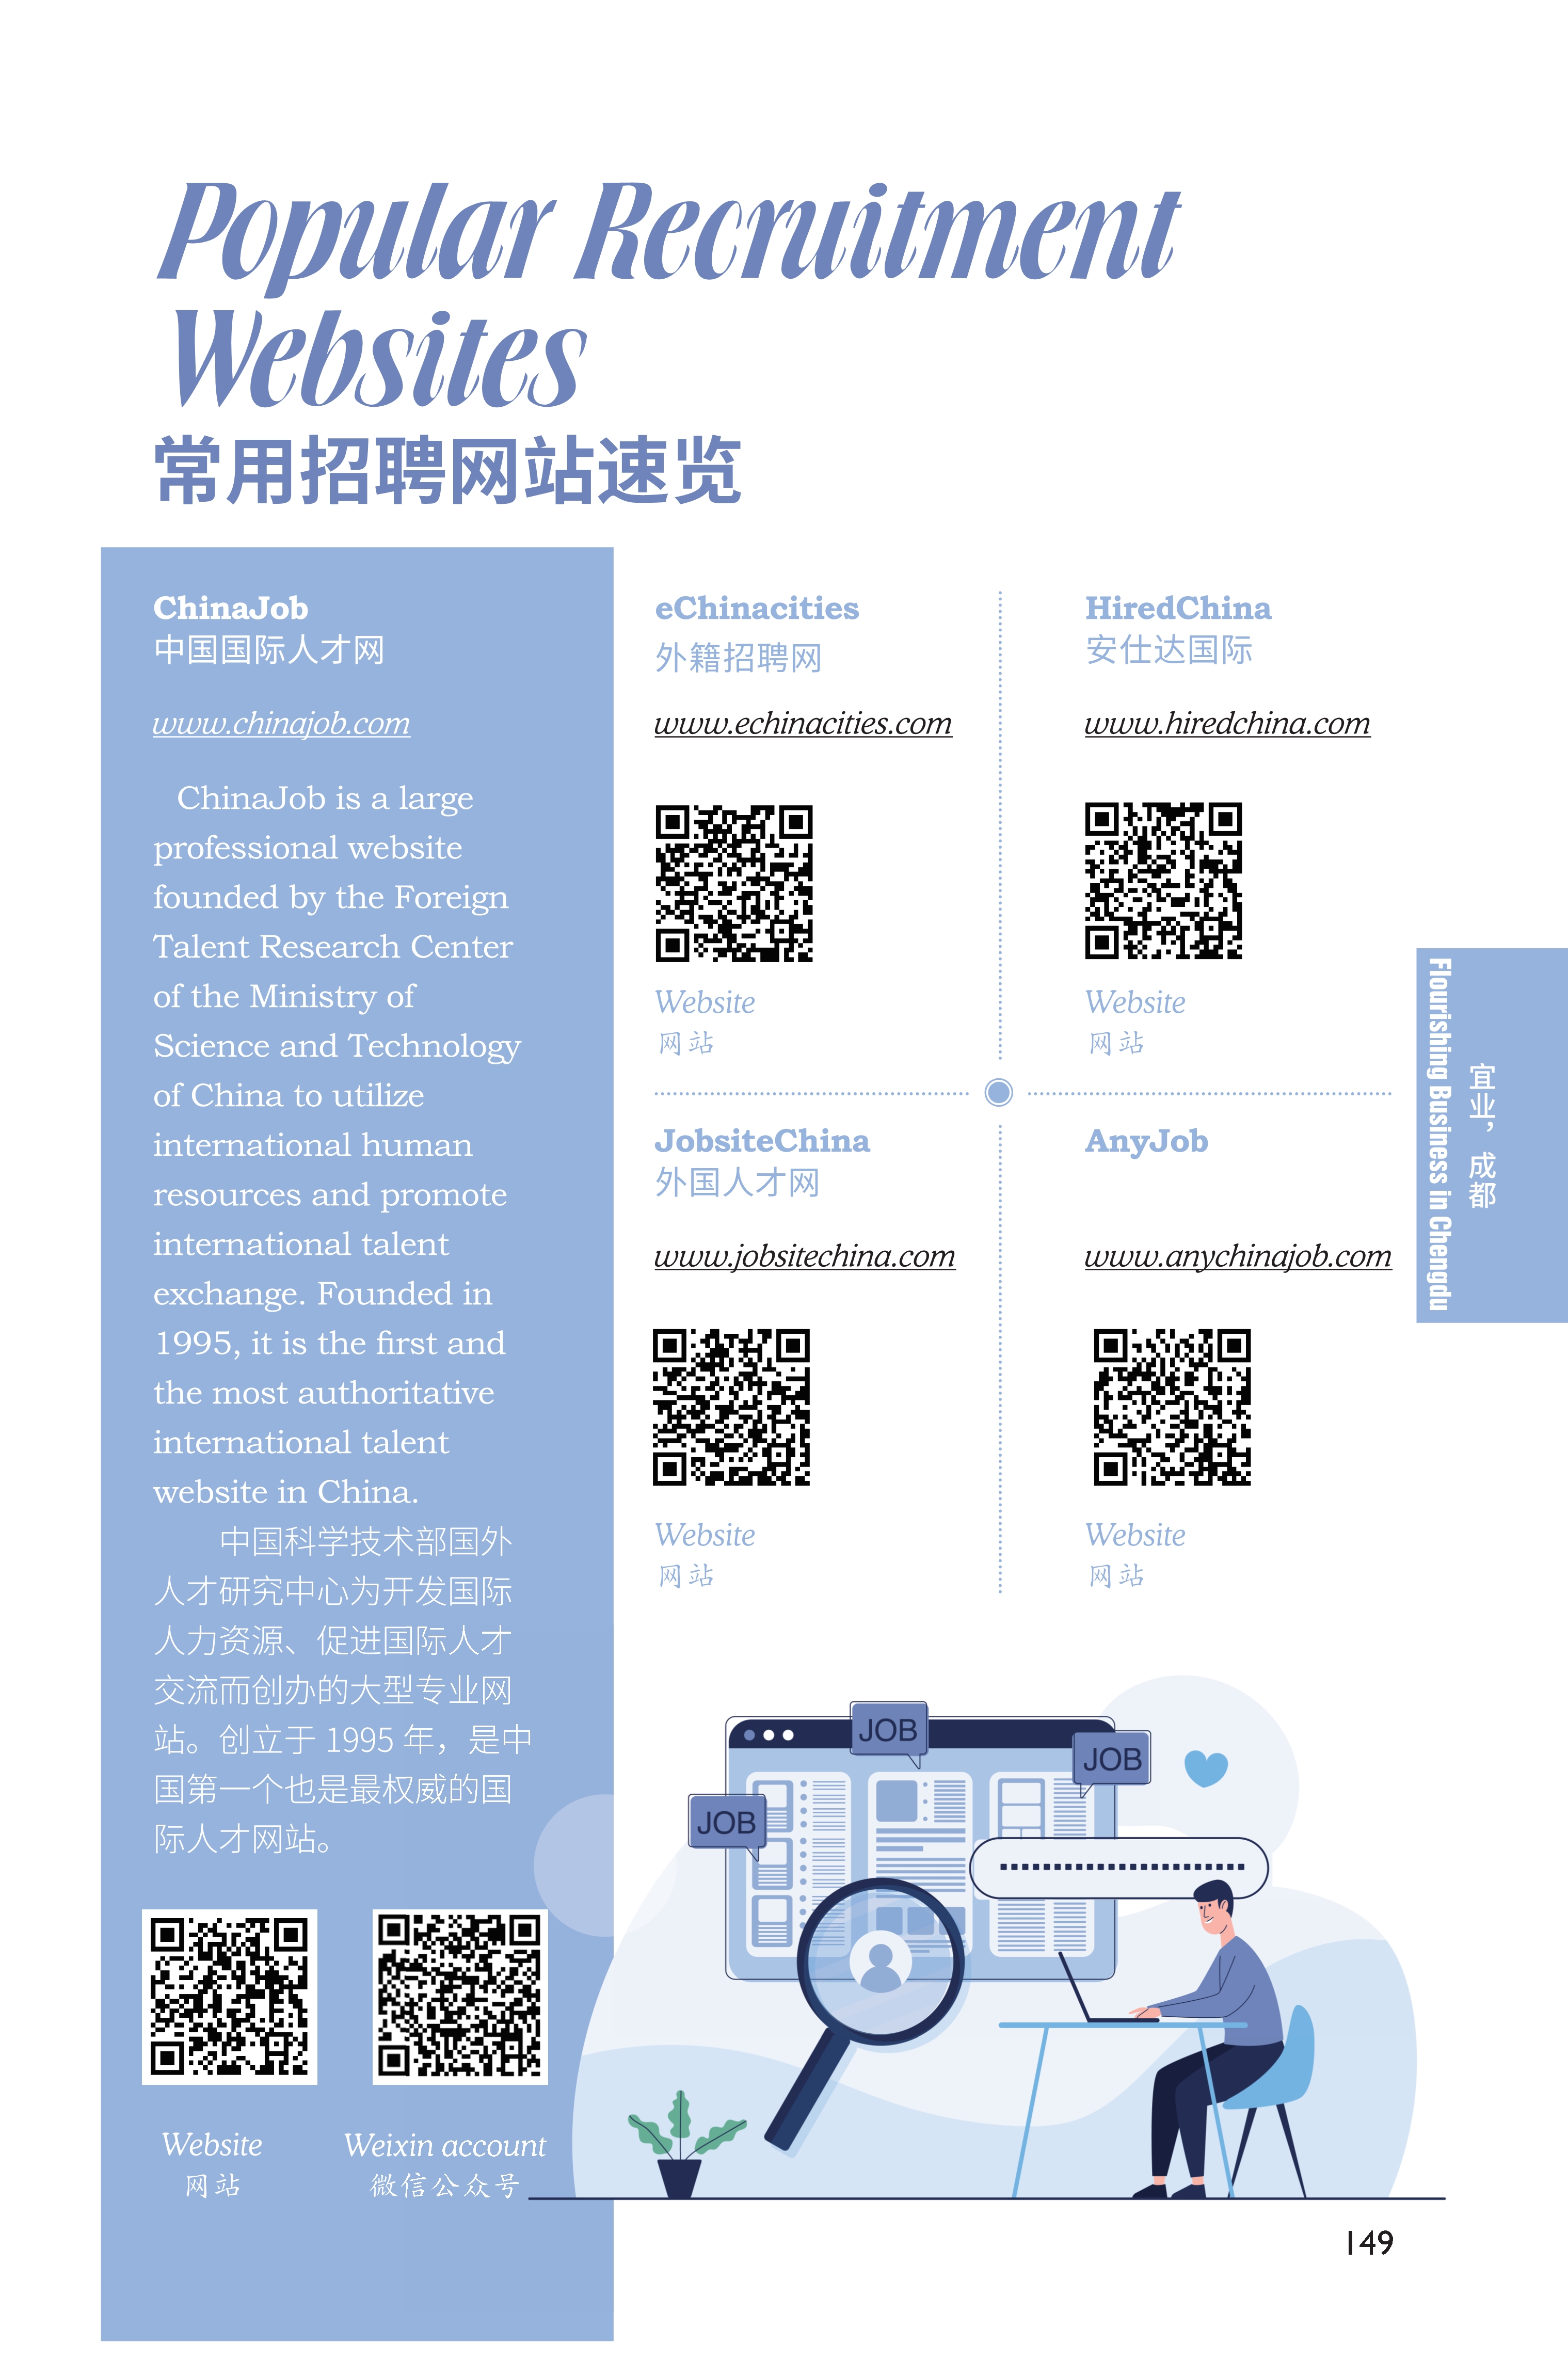 Popular Recruitment
Websites
常用招聘网站速览
ChinaJob
中国国际人才网
www.chinajob.com
ChinaJob is a large
professional website
founded by the Foreign
Talent Research Center
of the Ministry of
Science and Technology
of China to utilize
international human
resources and promote
international talent
exchange. Founded in
1995, it is the first and
the most authoritative
international talent
website in China.
中国科学技术部国外
人才研究中心为开发国际
人力资源、促进国际人才
交流而创办的大型专业网
站。创立于 1995 年，是中
国第一个也是最权威的国
际人才网站。
Website
网站
Weixin account
微信公众号
eChinacities
外籍招聘网
www.echinacities.com
Website
网站
HiredChina
安仕达国际
www.hiredchina.com
Website
网站
JobsiteChina
外国人才网
www.jobsitechina.com
Website
网站
AnyJob
www.anychinajob.com
Website
网站
JOB
JOB
JOB
宜业，成都
Flourishing Business in Chengdu
149